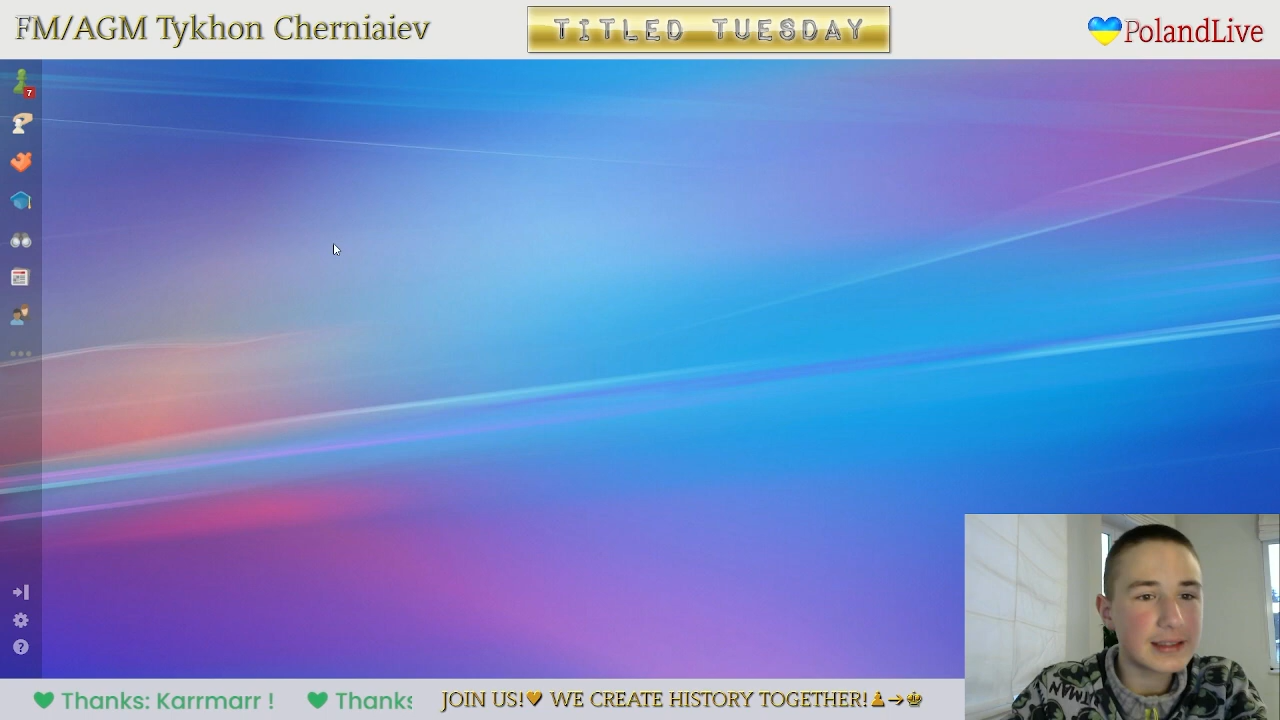 FM/AGM Tykhon Cherniaiev
TITLED TUESDAY
PolandLive
7
Thanks: Karrmarr !
Thanks
JOIN US!🧡 WE CREATE HISTORY TOGETHER!♟→♚